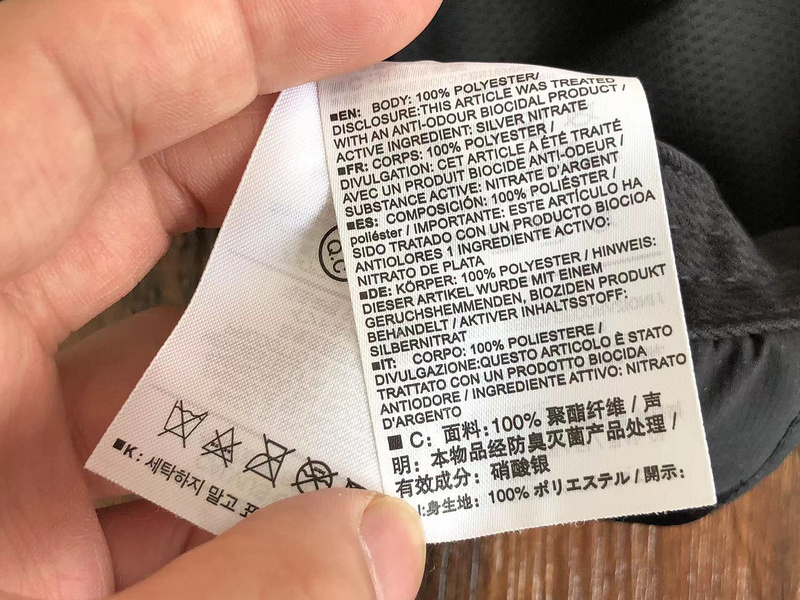 ■EN: BODY: 100% POLYESTER/
DISCLOSURE:THIS ARTICLE WAS TREATED
WITH AN ANTI-ODOUR BIOCIDAL PRODUCT /
ACTIVE INGREDIENT: SILVER NITRATE
■FR: CORPS: 100% POLYESTER /
DIVULGATION: CET ARTICLE A ÉTÉ TRAITÉ
AVEC UN PRODUIT BIOCIDE ANTI-ODEUR /
SUBSTANCE ACTIVE: NITRATE D'ARGENT
■ES: COMPOSICIÓN: 100% POLIÉSTER /
poliéster / IMPORTANTE: ESTE ARTÍCULO HA
SIDO TRATADO CON UN PRODUCTO BIOCIOA
ANTIOLORES 1 INGREDIENTE ACTIVO:
NITRATO DE PLATA
■DE: KÖRPER: 100% POLYESTER / HINWEIS:
DIESER ARTIKEL WURDE MIT EINEM
GERUCHSHEMMENDEN, BIOZIDEN PRODUKT
BEHANDELT / AKTIVER INHALTSSTOFF:
SILBERNITRAT
■IT: CORPO: 100% POLIESTERE /
DIVULGAZIONE:QUESTO ARTICOLO È STATO
TRATTATO CON UN PRODOTTO BIOCIDA
ANTIODORE / INGREDIENTE ATTIVO: NITRATO
D'ARGENTO
■ C: 面料:100% 聚酯纤维 / 声
明: 本物品经防臭灭菌产品处理 /
有效成分: 硝酸银
:身生地: 100% ポリエステル / 開示:
Q.C
■K: 세탁하지 말고